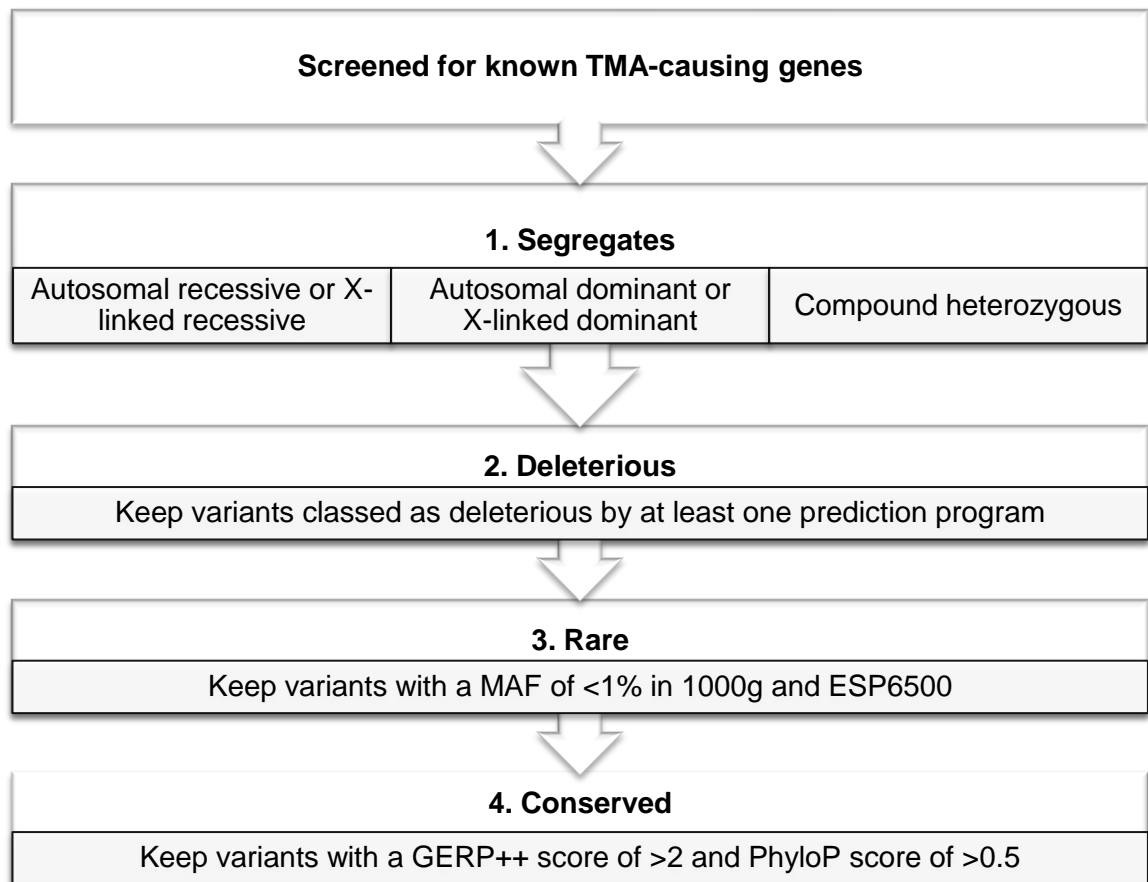 Screened for known TMA-causing genes
1. Segregates
Autosomal recessive or X-
linked recessive
Autosomal dominant or
X-linked dominant
Compound heterozygous
2. Deleterious
Keep variants classed as deleterious by at least one prediction program
3. Rare
Keep variants with a MAF of <1% in 1000g and ESP6500
4. Conserved
Keep variants with a GERP++ score of >2 and PhyloP score of >0.5